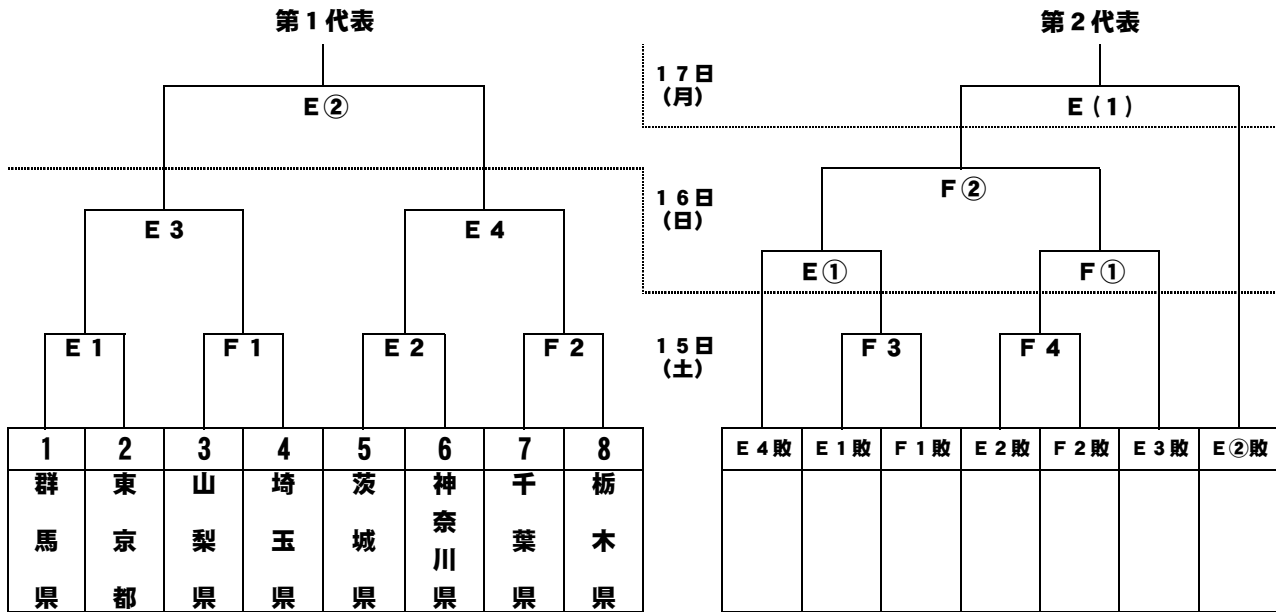 第１代表
第２代表
１７日
（月）
Ｅ②
Ｅ（１）
１６日
（日）
Ｆ②
Ｅ３
Ｅ４
Ｅ①
Ｆ①
１５日
（土）
Ｅ１
Ｆ１
Ｅ２
Ｆ２
Ｆ３
Ｆ４
1 2 3 4 5 6 7 8
Ｅ４敗 Ｅ１敗 Ｆ１敗 Ｅ２敗 Ｆ２敗 Ｅ３敗 Ｅ②敗
群馬県
東京都
山梨県
埼玉県
茨城県
神奈川県
千葉県
栃木県